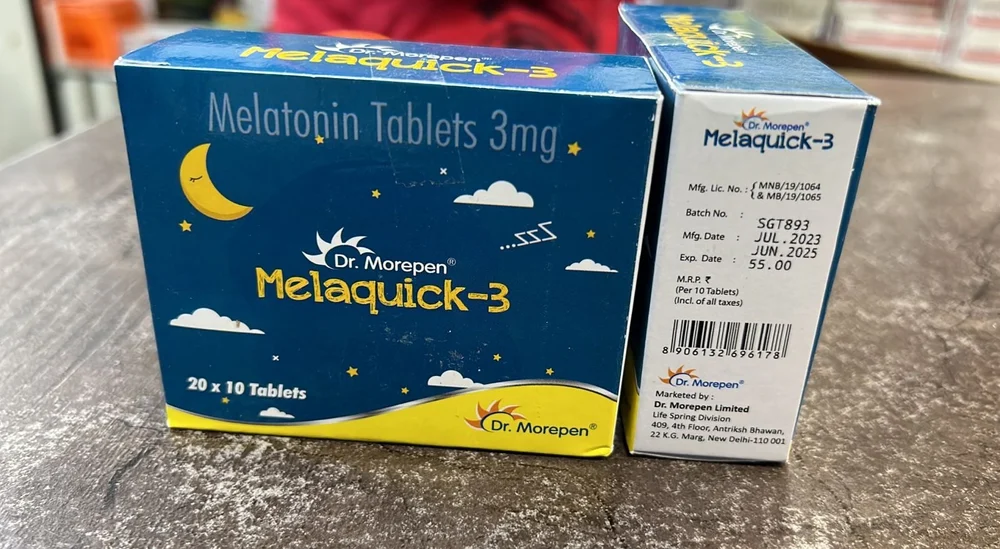 Dr. Morepen
Melaquick-3
Melatonin Tablets 3mg
Dr. Morepen®
Melaquick-3
20 x 10 Tablets
Dr. Morepen®
Melaquick-3
Dr. Morepen®
Melaquick-3
Mfg. Lic. No. : { MNB/19/1064
{ & MB/19/1065
Batch No. : SGT893
Mfg. Date : JUL.2023
Exp. Date : JUN.2025
55.00
M.R.P. ₹
(Per 10 Tablets)
(Incl. of all taxes)
8 906132 696178
Dr. Morepen®
Marketed by :
Dr. Morepen Limited
Life Spring Division
409, 4th Floor, Antriksh Bhawan,
22 K.G. Marg, New Delhi-110 001